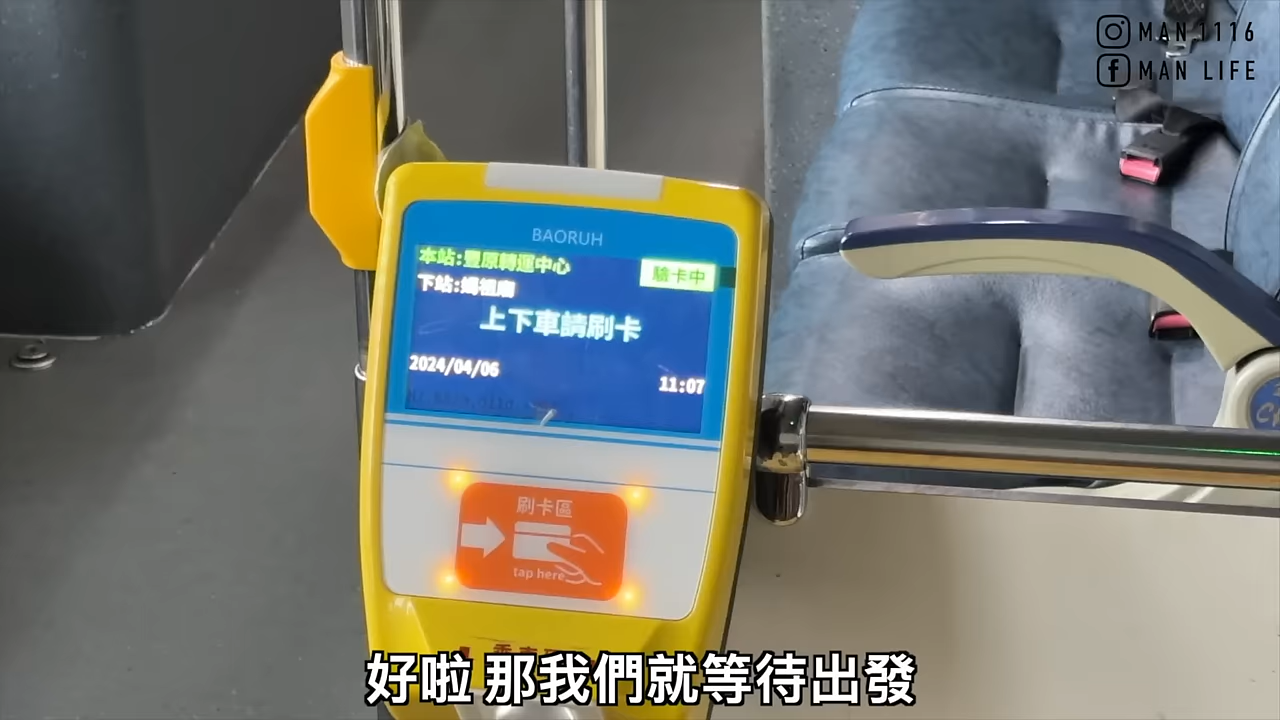 MAN 1116
MAN LIFE
BAORUH
本站:豐原轉運中心
驗卡中
下站:媽祖廟
上下車請刷卡
2024/04/06
11:07
刷卡區
tap here
好啦 那我們就等待出發